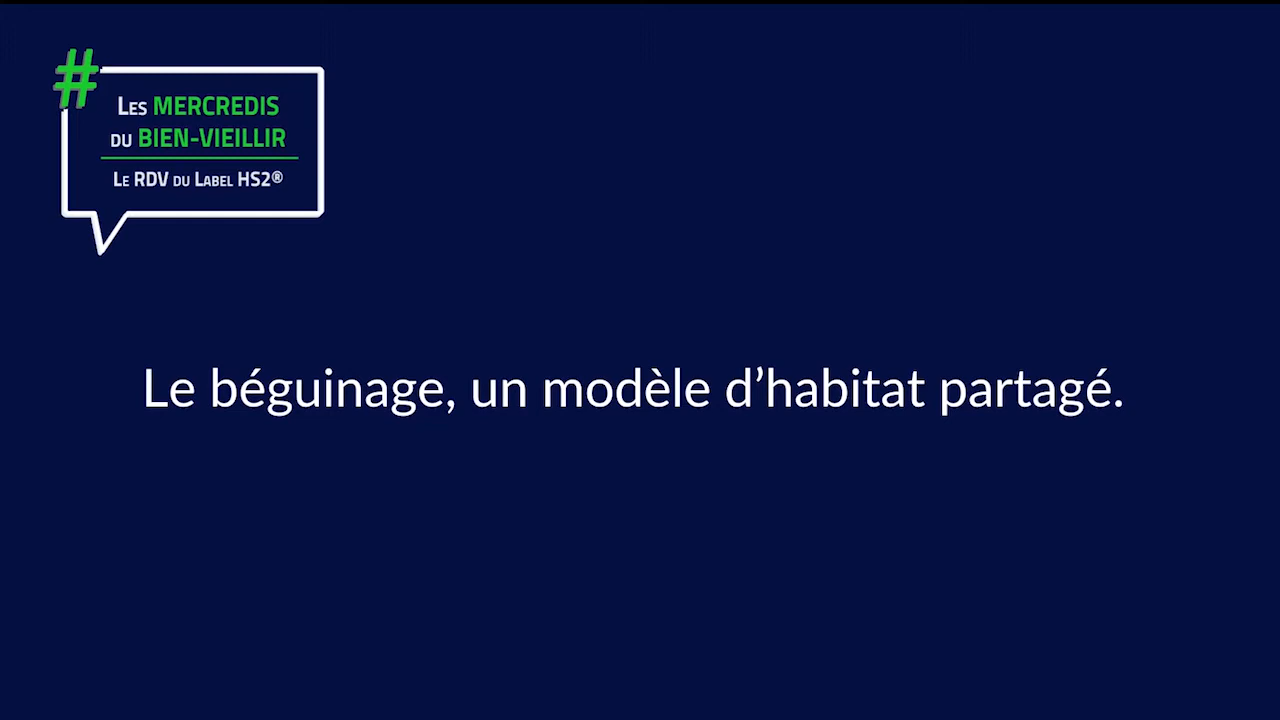 #
Les MERCREDIS
DU BIEN-VIEILLIR
Le RDV du Label HS2®
Le béguinage, un modèle d’habitat partagé.